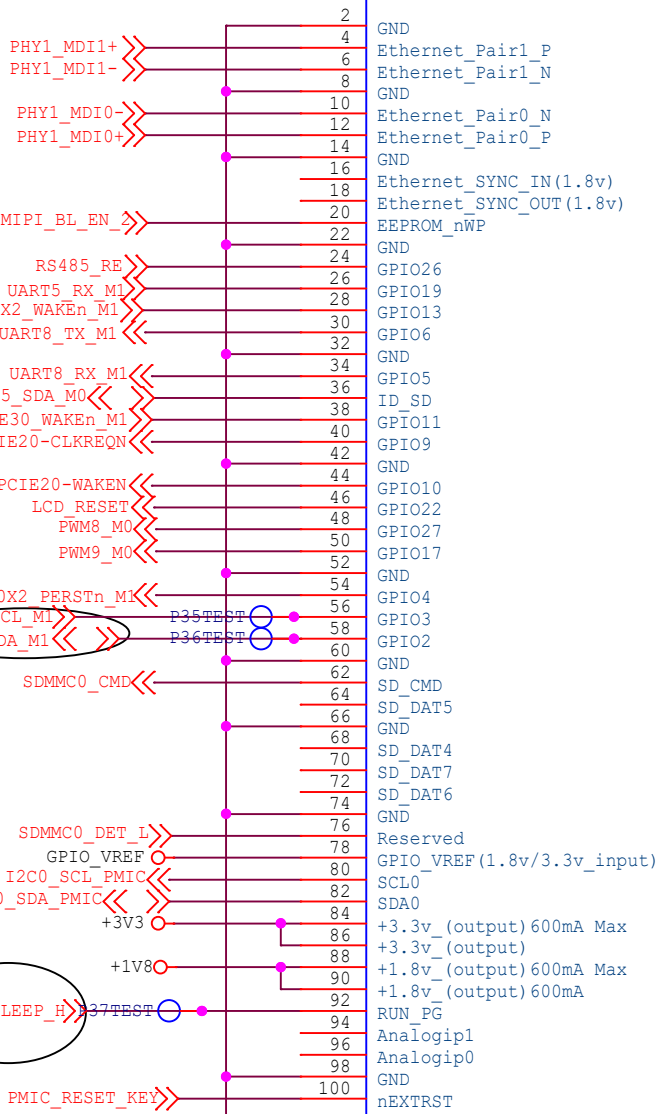 2 GND
PHY1_MDI1+ 4 Ethernet_Pair1_P
PHY1_MDI1- 6 Ethernet_Pair1_N
8 GND
PHY1_MDI0- 10 Ethernet_Pair0_N
PHY1_MDI0+ 12 Ethernet_Pair0_P
14 GND
16 Ethernet_SYNC_IN(1.8v)
18 Ethernet_SYNC_OUT(1.8v)
MIPI_BL_EN_2 20 EEPROM_nWP
22 GND
RS485_RE 24 GPIO26
UART5_RX_M1 26 GPIO19
X2_WAKEn_M1 28 GPIO13
UART8_TX_M1 30 GPIO6
32 GND
UART8_RX_M1 34 GPIO5
5_SDA_M0 36 ID_SD
E30_WAKEn_M1 38 GPIO11
IE20-CLKREQN 40 GPIO9
42 GND
PCIE20-WAKEN 44 GPIO10
LCD_RESET 46 GPIO22
PWM8_M0 48 GPIO27
PWM9_M0 50 GPIO17
52 GND
0X2_PERSTn_M1 54 GPIO4
CL_M1 P35TEST 56 GPIO3
DA_M1 P36TEST 58 GPIO2
60 GND
SDMMC0_CMD 62 SD_CMD
64 SD_DAT5
66 GND
68 SD_DAT4
70 SD_DAT7
72 SD_DAT6
74 GND
SDMMC0_DET_L 76 Reserved
GPIO_VREF 78 GPIO_VREF(1.8v/3.3v_input)
I2C0_SCL_PMIC 80 SCL0
0_SDA_PMIC 82 SDA0
+3V3 84 +3.3v_(output)600mA Max
86 +3.3v_(output)
+1V8 88 +1.8v_(output)600mA Max
90 +1.8v_(output)600mA
LEEP_H P37TEST 92 RUN_PG
94 Analogip1
96 Analogip0
98 GND
PMIC_RESET_KEY 100 nEXTRST